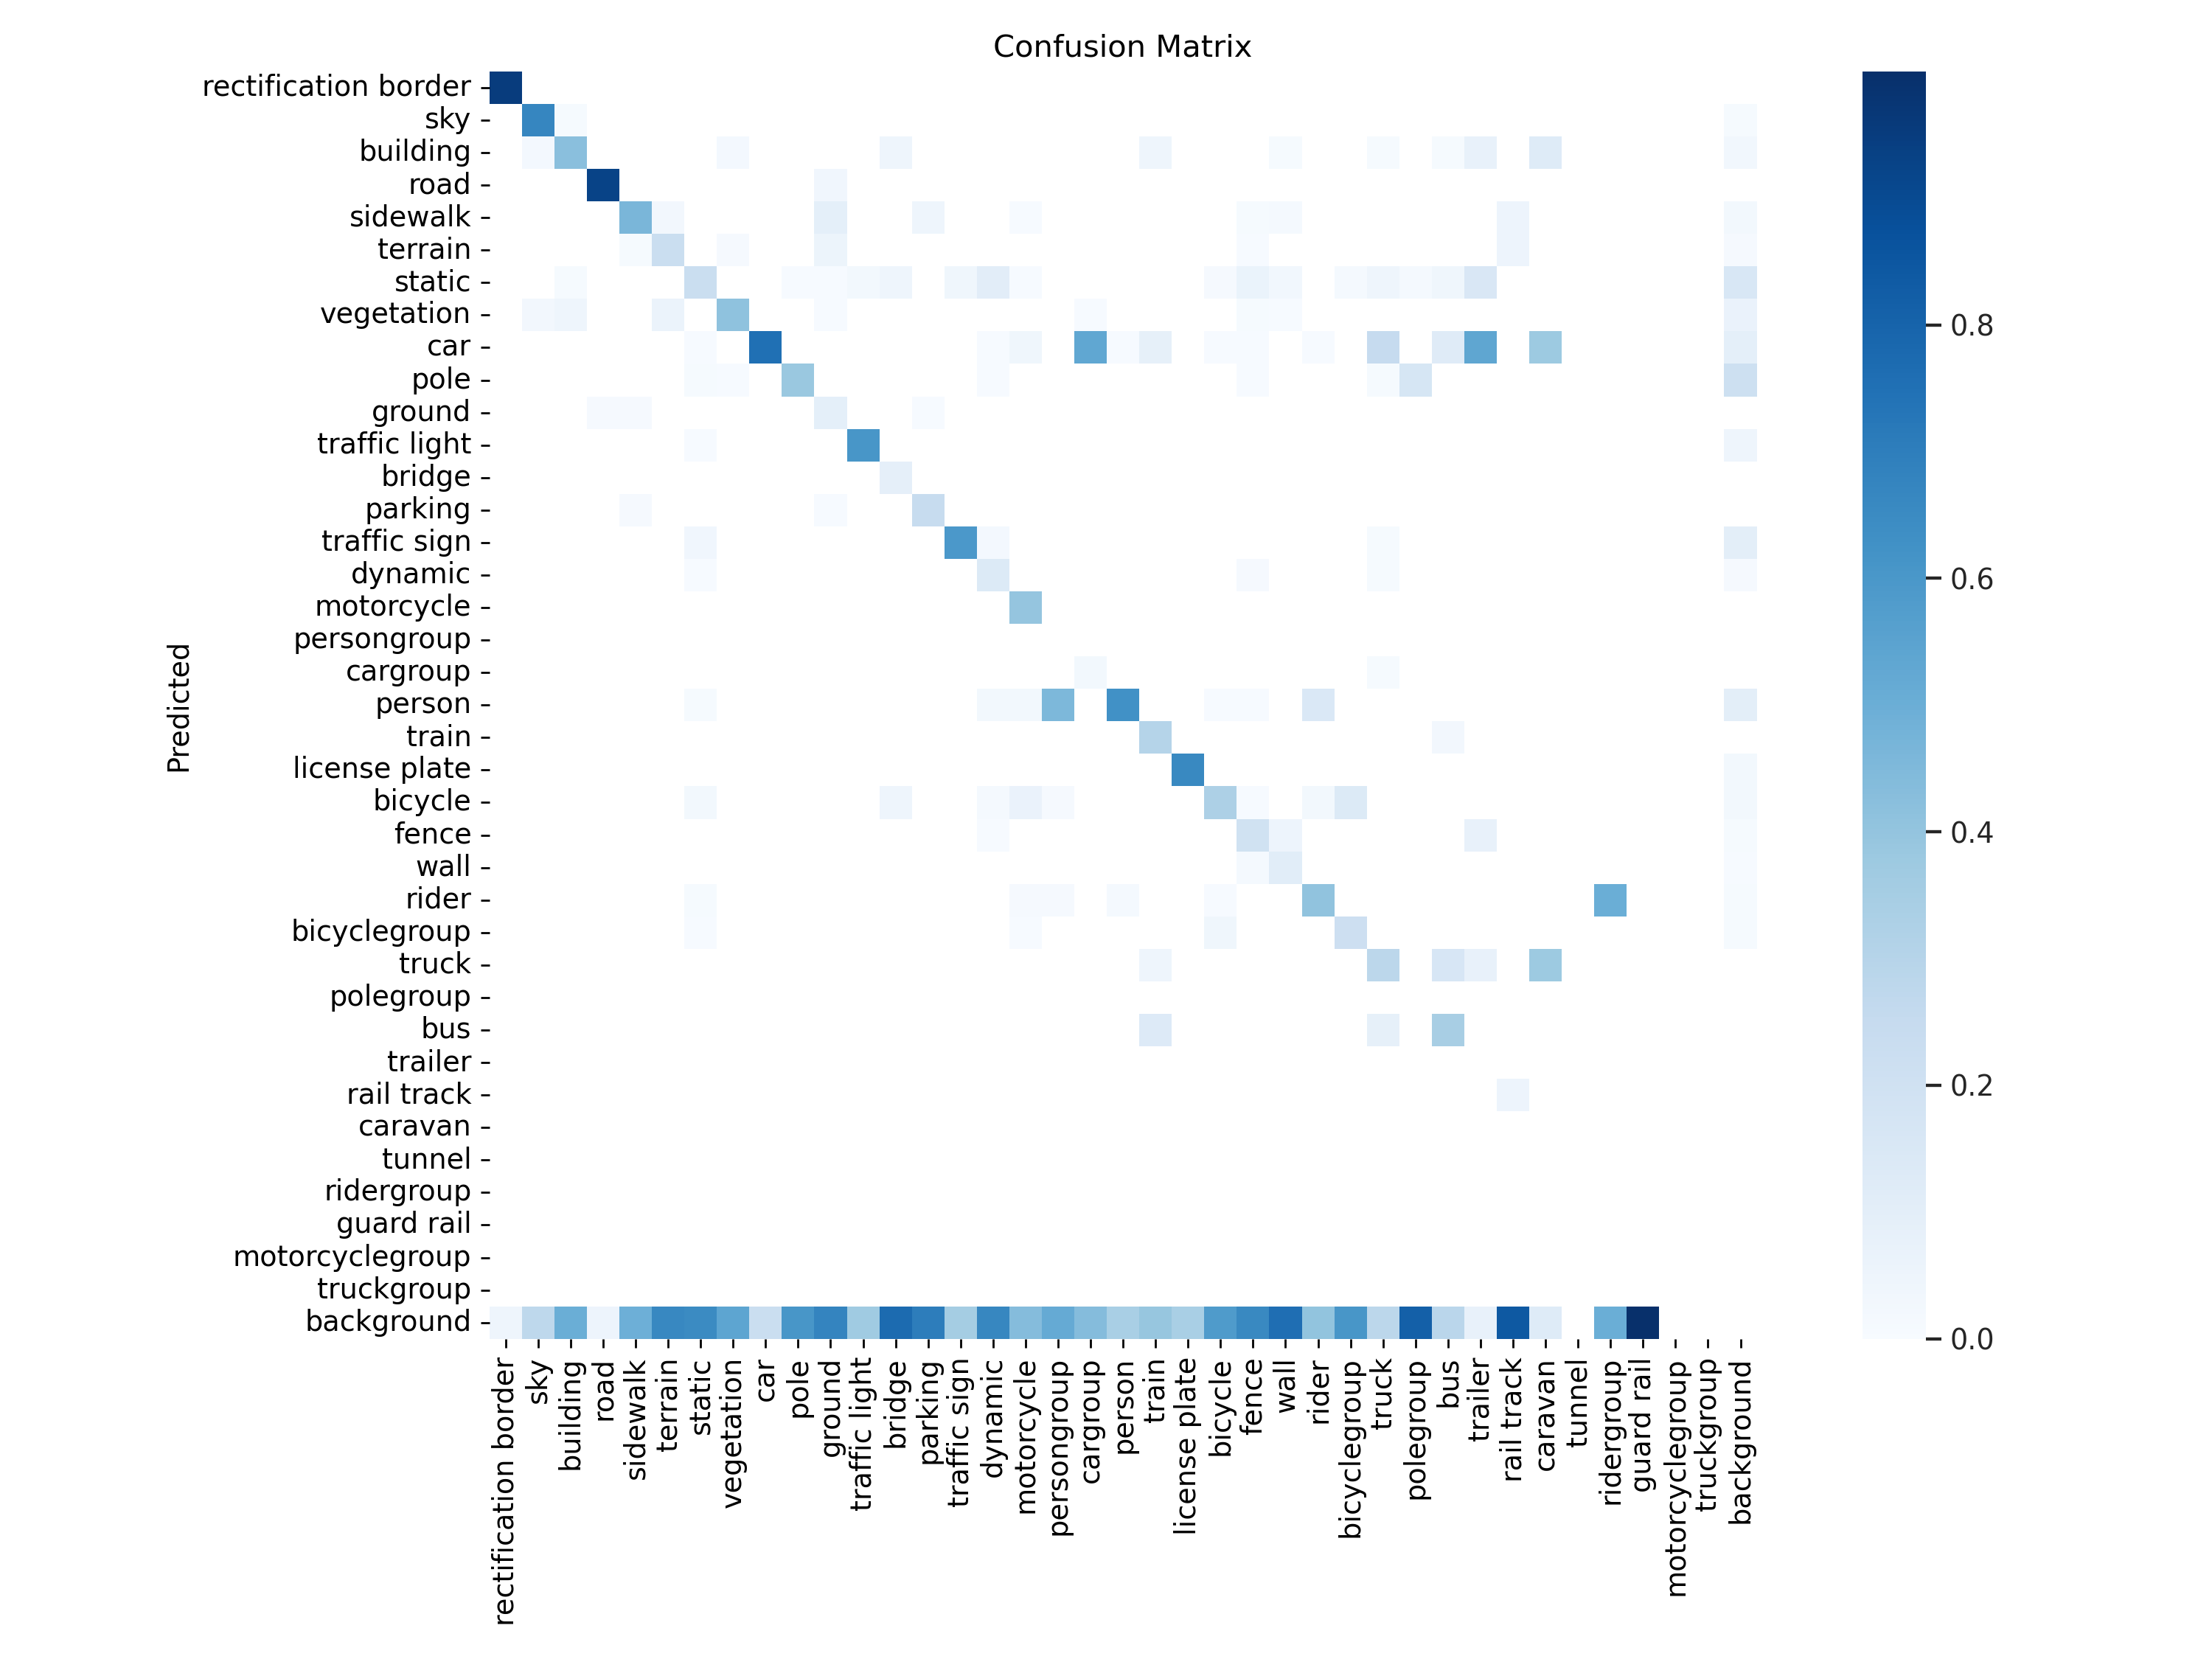 Confusion Matrix
rectification border
sky
building
road
sidewalk
terrain
static
vegetation
car
pole
ground
traffic light
bridge
parking
traffic sign
dynamic
motorcycle
persongroup
cargroup
person
train
license plate
bicycle
fence
wall
rider
bicyclegroup
truck
polegroup
bus
trailer
rail track
caravan
tunnel
ridergroup
guard rail
motorcyclegroup
truckgroup
background
Predicted
rectification border
sky
building
road
sidewalk
terrain
static
vegetation
car
pole
ground
traffic light
bridge
parking
traffic sign
dynamic
motorcycle
persongroup
cargroup
person
train
license plate
bicycle
fence
wall
rider
bicyclegroup
truck
polegroup
bus
trailer
rail track
caravan
tunnel
ridergroup
guard rail
motorcyclegroup
truckgroup
background
0.8
0.6
0.4
0.2
0.0